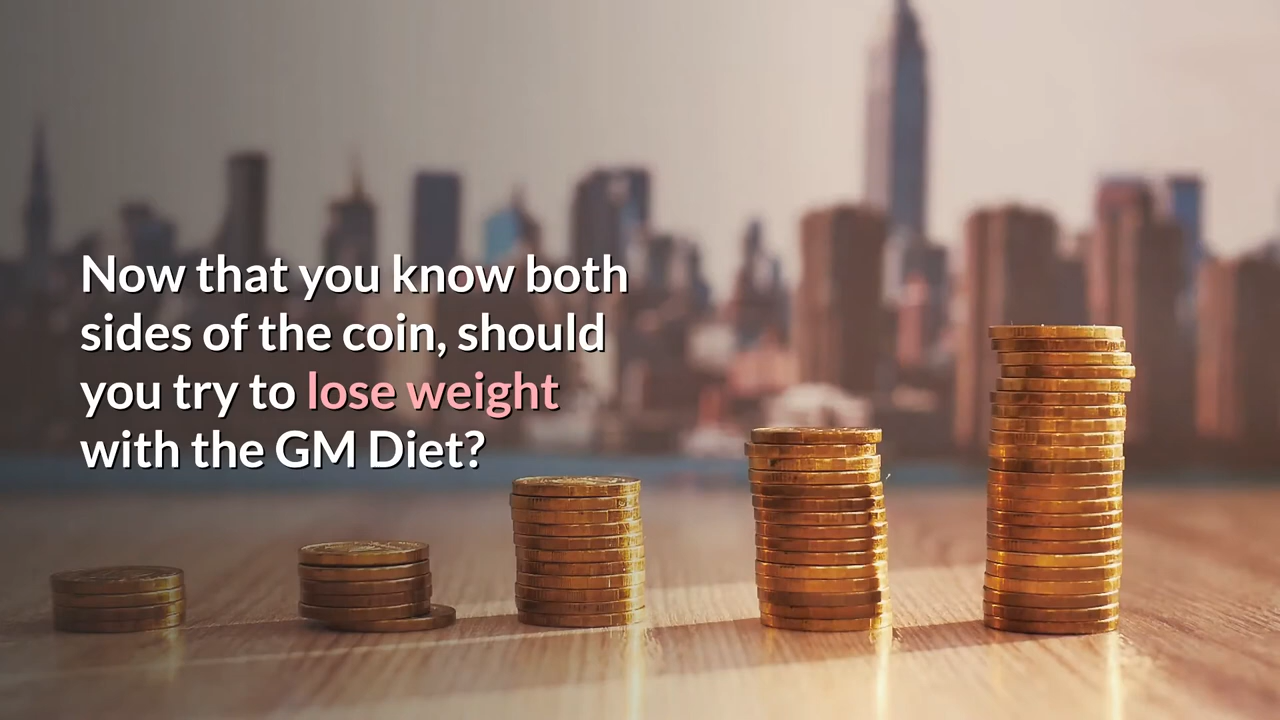 Now that you know both
sides of the coin, should
you try to lose weight
with the GM Diet?